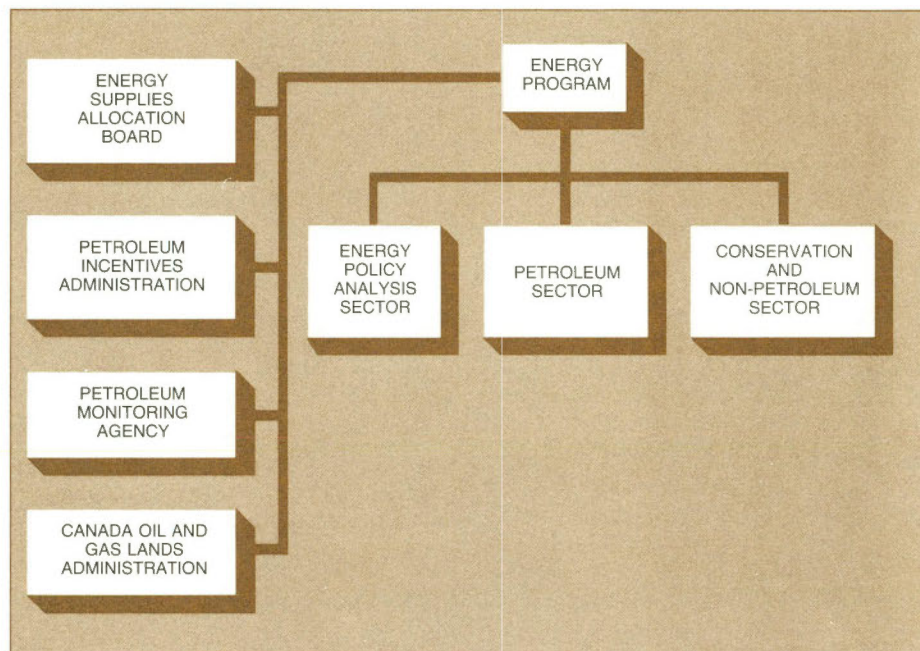 ENERGY
PROGRAM
ENERGY
SUPPLIES
ALLOCATION
BOARD
PETROLEUM
INCENTIVES
ADMINISTRATION
PETROLEUM
MONITORING
AGENCY
CANADA OIL AND
GAS LANDS
ADMINISTRATION
ENERGY
POLICY
ANALYSIS
SECTOR
PETROLEUM
SECTOR
CONSERVATION
AND
NON-PETROLEUM
SECTOR